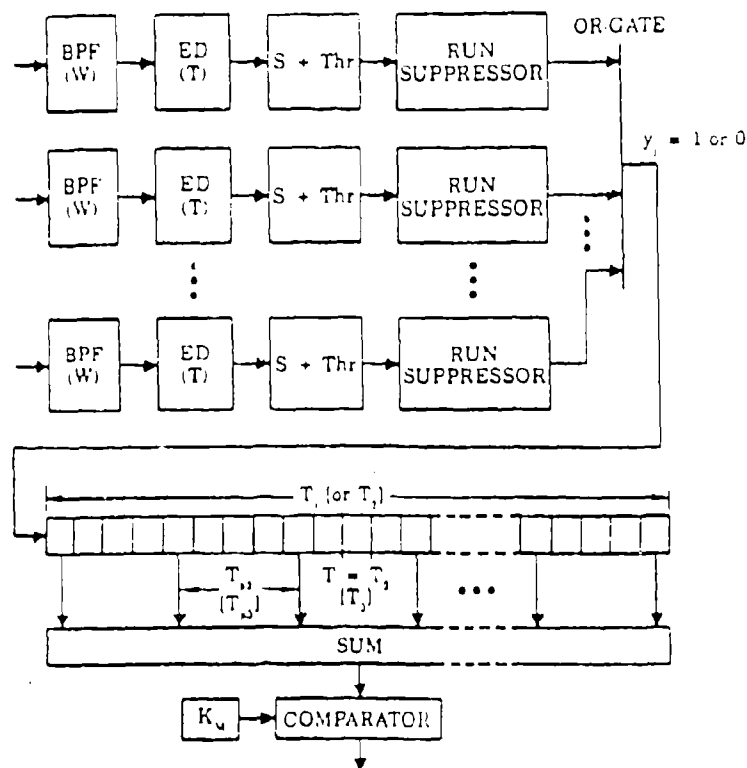 OR-GATE
BPF
(W)
ED
(T)
S + Thr
RUN
SUPPRESSOR
y = 1 or 0
BPF
(W)
ED
(T)
S + Thr
RUN
SUPPRESSOR
BPF
(W)
ED
(T)
S + Thr
RUN
SUPPRESSOR
[or
SUM
COMPARATOR